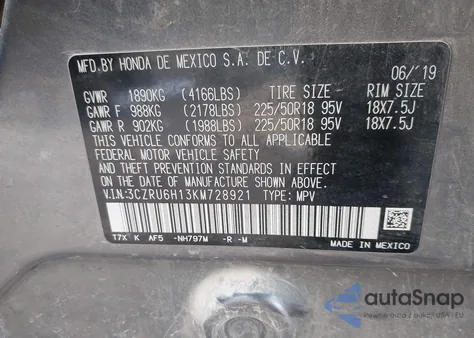 MFD.BY HONDA DE MEXICO S.A. DE C.V.
06/'19
GVWR 1890KG (4166LBS) TIRE SIZE- RIM SIZE-
GAWR F 988KG (2178LBS) 225/50R18 95V 18X7.5J
GAWR R 902KG (1988LBS) 225/50R18 95V 18X7.5J
THIS VEHICLE CONFORMS TO ALL APPLICABLE
FEDERAL MOTOR VEHICLE SAFETY
AND THEFT PREVENTION STANDARDS IN EFFECT ON
THE DATE OF MANUFACTURE SHOWN ABOVE.
V.I.N:3CZRU6H13KM728921 TYPE: MPV
T7X K AF5 -NH797M -R -M
MADE IN MEXICO
autoSnap